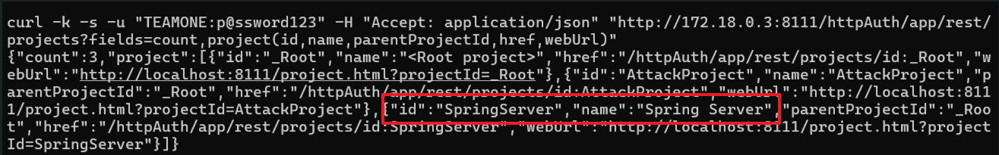 curl -k -s -u "TEAMONE:p@ssword123" -H "Accept: application/json" "http://172.18.0.3:8111/httpAuth/app/rest/
projects?fields=count,project(id,name,parentProjectId,href,webUrl)"
{"count":3,"project":[{"id":"_Root","name":"<Root project>","href":"/httpAuth/app/rest/projects/id:_Root","w
ebUrl":"http://localhost:8111/project.html?projectId=_Root"},{"id":"AttackProject","name":"AttackProject","p
arentProjectId":"_Root","href":"/httpAuth/app/rest/projects/id:AttackProject","webUrl":"http://localhost:811
1/project.html?projectId=AttackProject"},{"id":"SpringServer","name":"Spring Server","parentProjectId":"_Roo
t","href":"/httpAuth/app/rest/projects/id:SpringServer","webUrl":"http://localhost:8111/project.html?project
Id=SpringServer"}]}